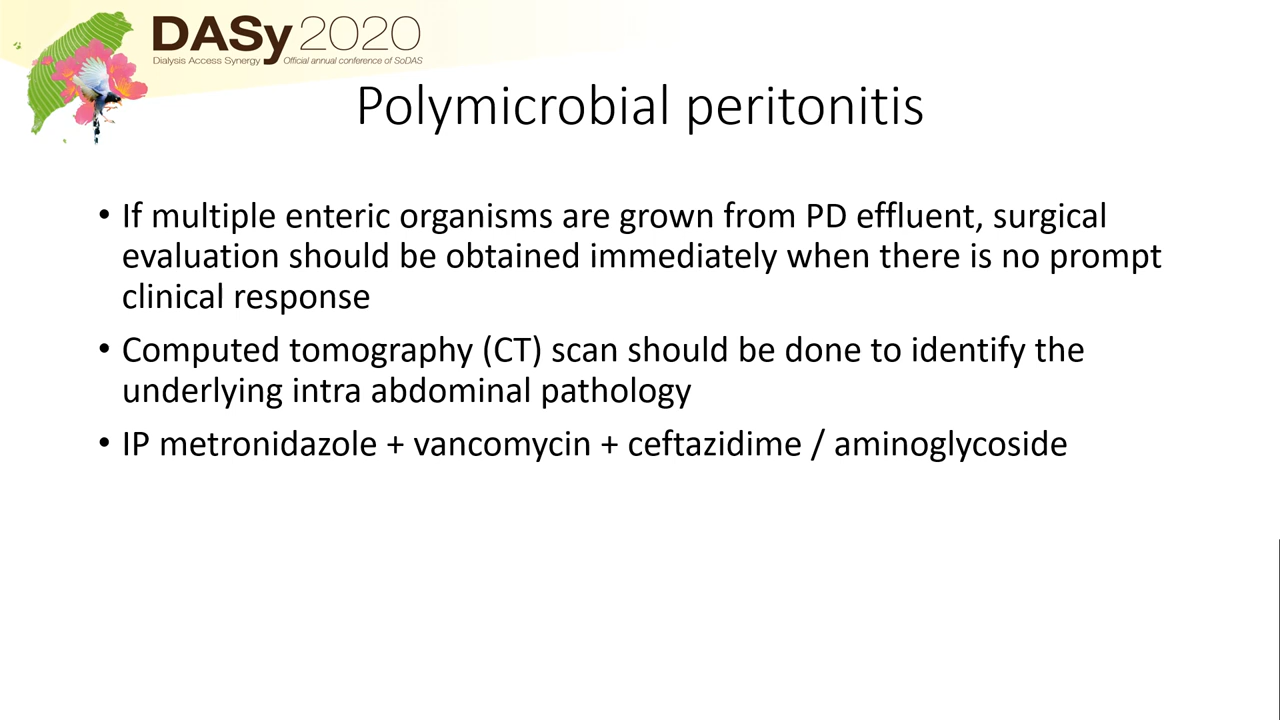 DASy 2020
Dialysis Access Synergy Official annual conference of SoDAS
Polymicrobial peritonitis
• If multiple enteric organisms are grown from PD effluent, surgical
evaluation should be obtained immediately when there is no prompt
clinical response
• Computed tomography (CT) scan should be done to identify the
underlying intra abdominal pathology
• IP metronidazole + vancomycin + ceftazidime / aminoglycoside